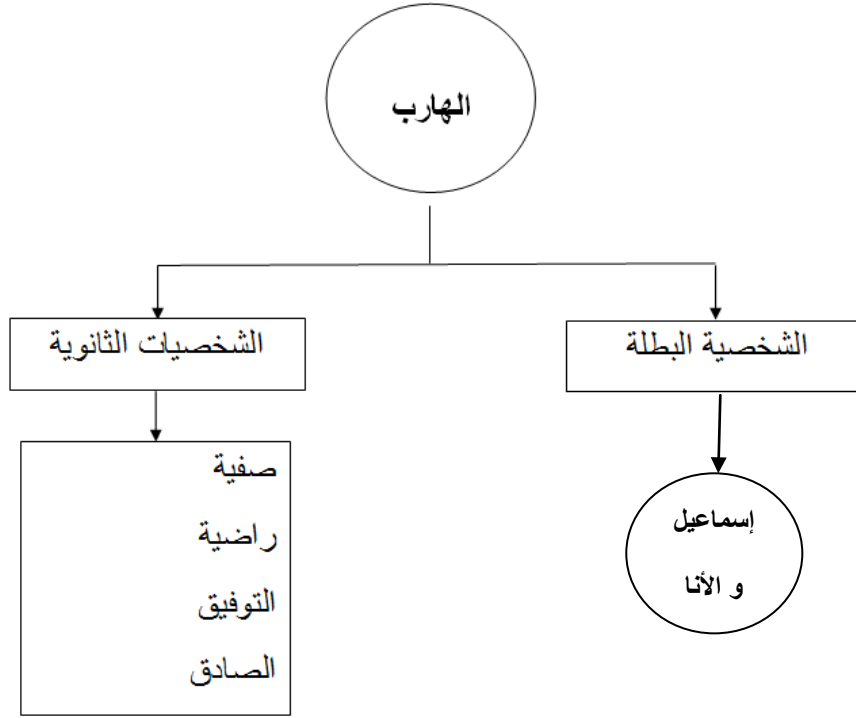 الهارب
الشخصية البطلة
الشخصيات الثانوية
إسماعيل
و الأنا
صفية
راضية
التوفيق
الصادق